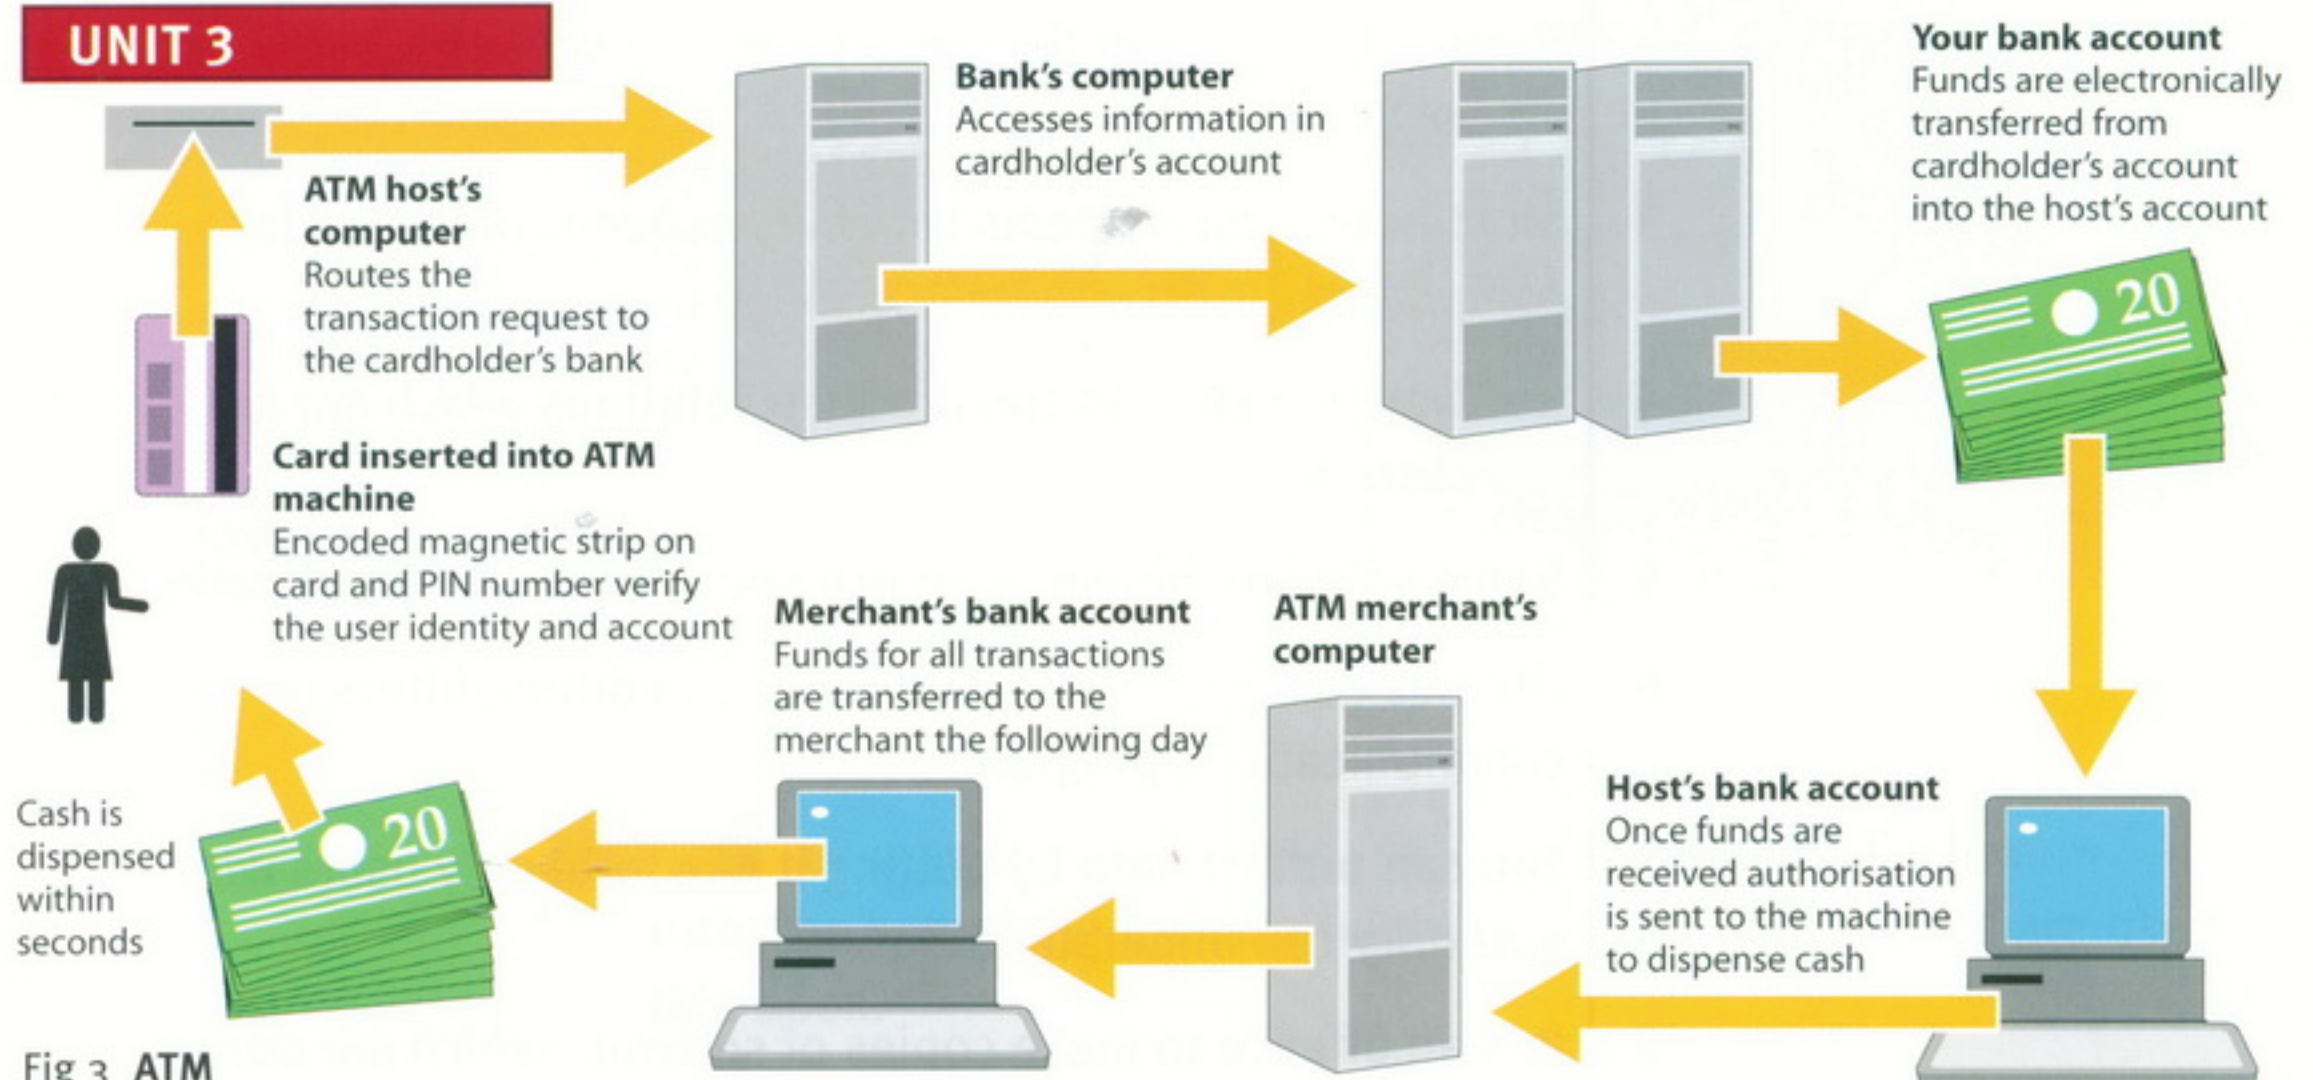 UNIT 3
ATM host's
computer
Routes the
transaction request to
the cardholder's bank
Bank's computer
Accesses information in
cardholder's account
Your bank account
Funds are electronically
transferred from
cardholder's account
into the host's account
20
Card inserted into ATM
machine
Encoded magnetic strip on
card and PIN number verify
the user identity and account
Merchant's bank account
Funds for all transactions
are transferred to the
merchant the following day
ATM merchant's
computer
Host's bank account
Once funds are
received authorisation
is sent to the machine
to dispense cash
Cash is
dispensed
within
seconds
20
Fig 3 ATM